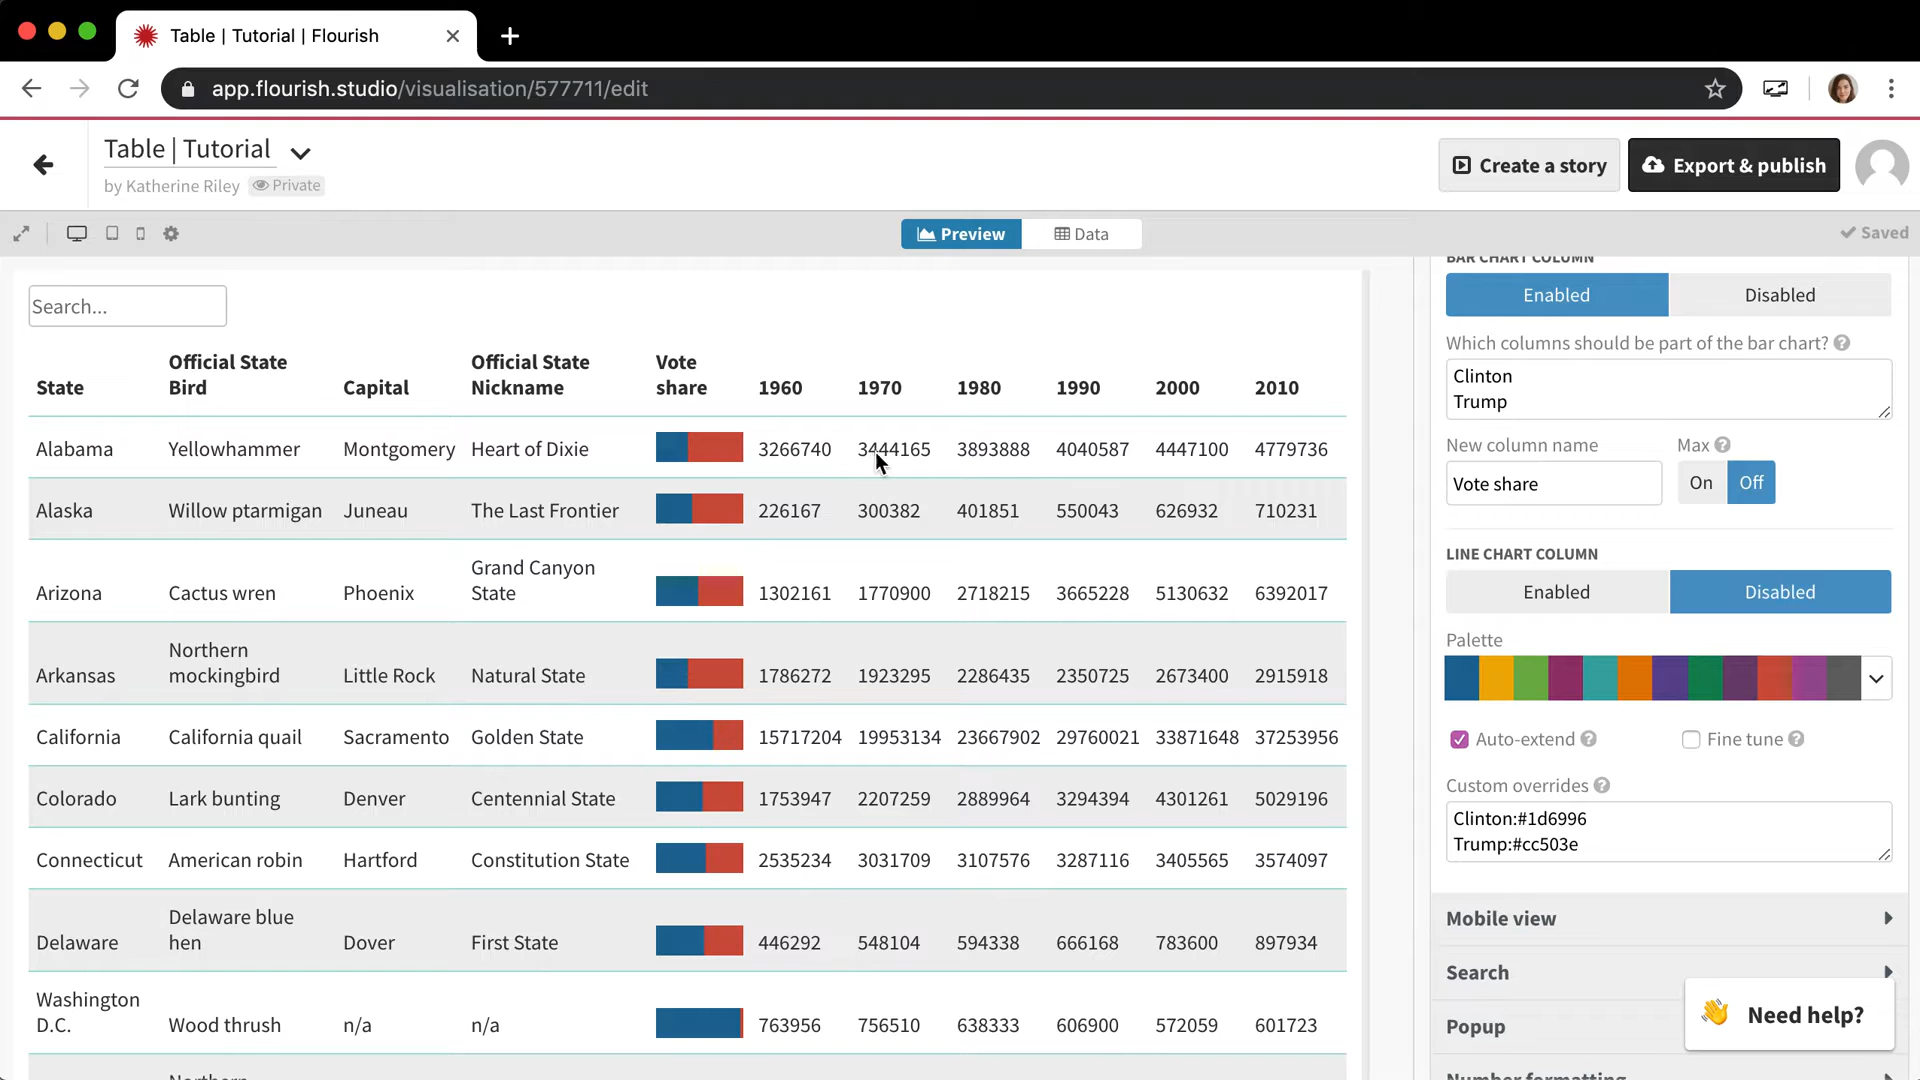 Table | Tutorial | Flourish
app.flourish.studio/visualisation/577711/edit
Table | Tutorial
by Katherine Riley Private
Create a story
Export & publish
Preview
Data
Saved
Search...
State Official State Bird Capital Official State Nickname Vote share 1960 1970 1980 1990 2000 2010
Alabama Yellowhammer Montgomery Heart of Dixie 3266740 3444165 3893888 4040587 4447100 4779736
Alaska Willow ptarmigan Juneau The Last Frontier 226167 300382 401851 550043 626932 710231
Arizona Cactus wren Phoenix Grand Canyon State 1302161 1770900 2718215 3665228 5130632 6392017
Arkansas Northern mockingbird Little Rock Natural State 1786272 1923295 2286435 2350725 2673400 2915918
California California quail Sacramento Golden State 15717204 19953134 23667902 29760021 33871648 37253956
Colorado Lark bunting Denver Centennial State 1753947 2207259 2889964 3294394 4301261 5029196
Connecticut American robin Hartford Constitution State 2535234 3031709 3107576 3287116 3405565 3574097
Delaware Delaware blue hen Dover First State 446292 548104 594338 666168 783600 897934
Washington D.C. Wood thrush n/a n/a 763956 756510 638333 606900 572059 601723
Northern
BAR CHART COLUMN
Enabled Disabled
Which columns should be part of the bar chart?
Clinton
Trump
New column name Max
Vote share On Off
LINE CHART COLUMN
Enabled Disabled
Palette
Auto-extend Fine tune
Custom overrides
Clinton:#1d6996
Trump:#cc503e
Mobile view
Search
Popup
Number formatting
Need help?